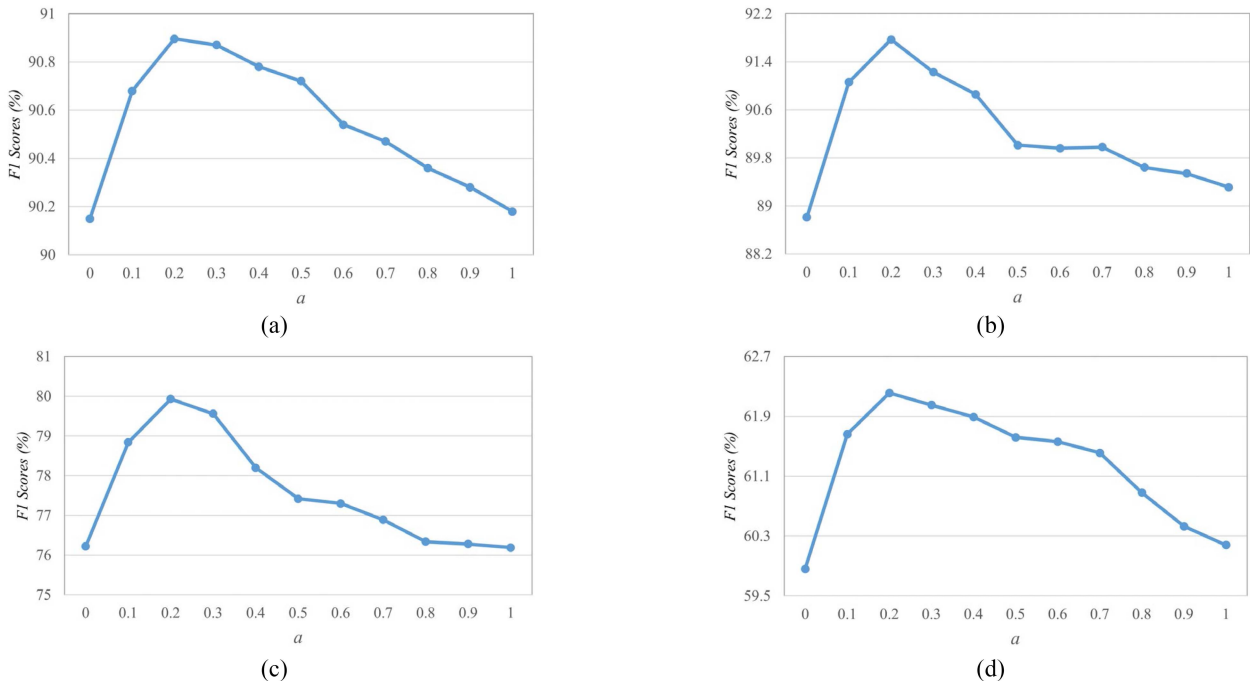 91
90.8
90.6
90.4
90.2
90
F1 Scores (%)
0 0.1 0.2 0.3 0.4 0.5 0.6 0.7 0.8 0.9 1
a
(a)
92.2
91.4
90.6
89.8
89
88.2
F1 Scores (%)
0 0.1 0.2 0.3 0.4 0.5 0.6 0.7 0.8 0.9 1
a
(b)
81
80
79
78
77
76
75
F1 Scores (%)
0 0.1 0.2 0.3 0.4 0.5 0.6 0.7 0.8 0.9 1
a
(c)
62.7
61.9
61.1
60.3
59.5
F1 Scores (%)
0 0.1 0.2 0.3 0.4 0.5 0.6 0.7 0.8 0.9 1
a
(d)